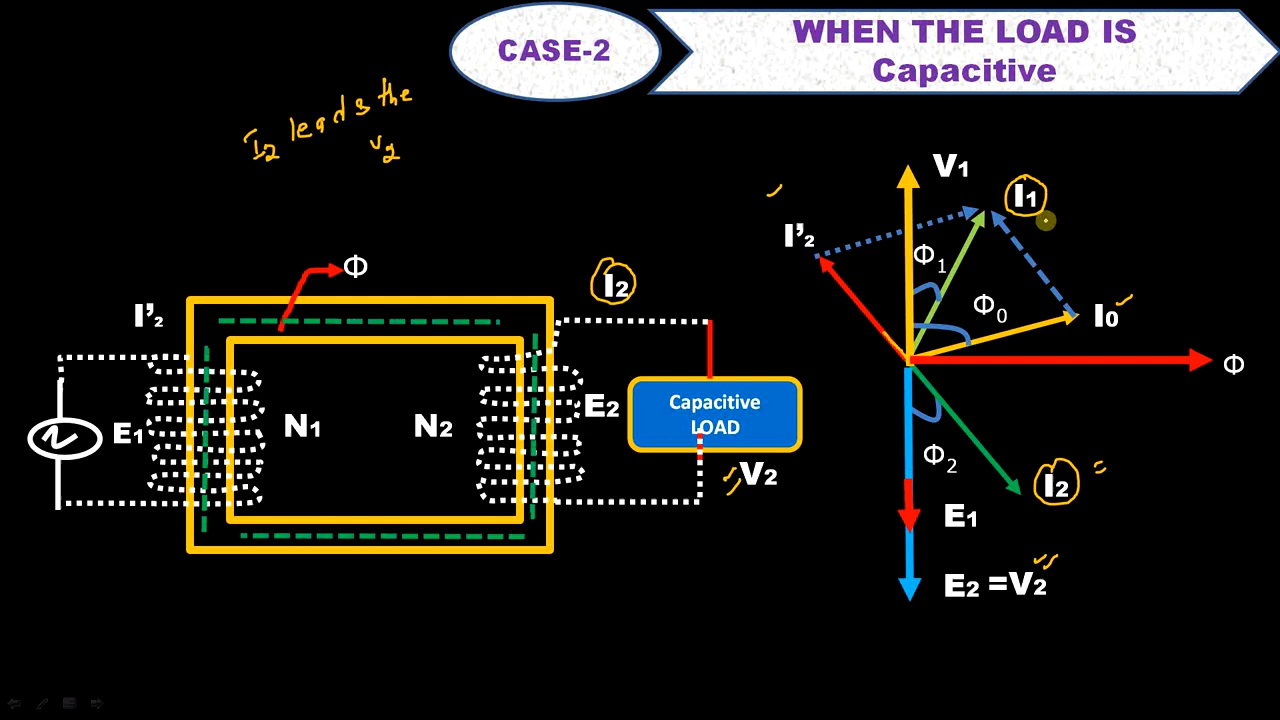 CASE-2
WHEN THE LOAD IS
Capacitive
I2 leads the
V2
V1
I1
I'2
Φ1
Φ0
I0
Φ
Φ
I2
I'2
E1
N1
N2
E2
Capacitive
LOAD
V2
Φ2
I2
E1
E2 =V2